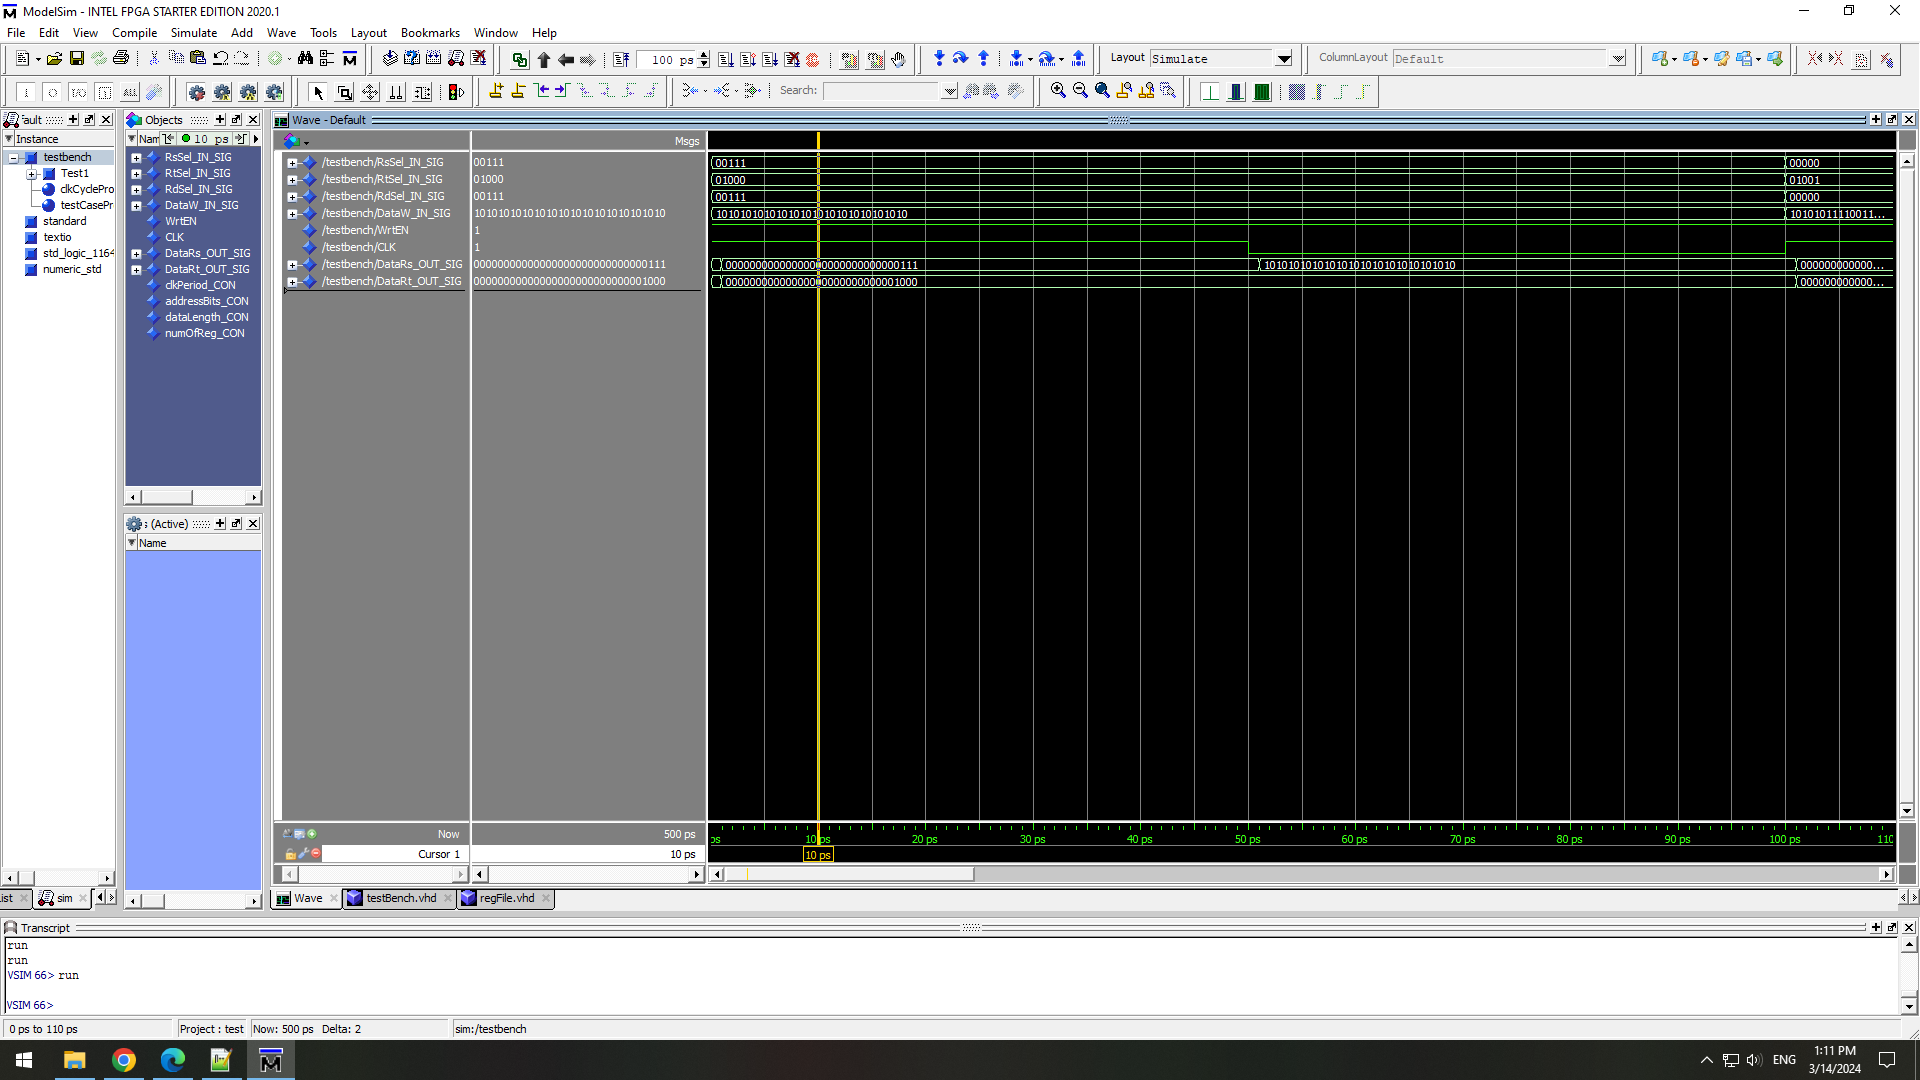 ModelSim - INTEL FPGA STARTER EDITION 2020.1
File Edit View Compile Simulate Add Wave Tools Layout Bookmarks Window Help
100 ps
Layout Simulate
ColumnLayout Default
ALL
Search:
ault
Instance
testbench
Test1
clkCyclePro
testCasePr
standard
textio
std_logic_1164
numeric_std
Objects
Nam 10 ps
RsSel_IN_SIG
RtSel_IN_SIG
RdSel_IN_SIG
DataW_IN_SIG
WrtEN
CLK
DataRs_OUT_SIG
DataRt_OUT_SIG
clkPeriod_CON
addressBits_CON
dataLength_CON
numOfReg_CON
: (Active)
Name
Wave - Default
Msgs
/testbench/RsSel_IN_SIG 00111 00111 00000
/testbench/RtSel_IN_SIG 01000 01000 01001
/testbench/RdSel_IN_SIG 00111 00111 00000
/testbench/DataW_IN_SIG 10101010101010101010101010101010 10101010101010101010101010101010 10101011110011...
/testbench/WrtEN 1
/testbench/CLK 1
/testbench/DataRs_OUT_SIG 00000000000000000000000000000111 00000000000000000000000000000111 10101010101010101010101010101010 000000000000...
/testbench/DataRt_OUT_SIG 00000000000000000000000000001000 00000000000000000000000000001000 000000000000...
Now 500 ps
ps 10 ps 20 ps 30 ps 40 ps 50 ps 60 ps 70 ps 80 ps 90 ps 100 ps 110
Cursor 1 10 ps
10 ps
ist sim
Wave testBench.vhd regFile.vhd
Transcript
run
run
VSIM 66> run
VSIM 66>
0 ps to 110 ps Project : test Now: 500 ps Delta: 2 sim:/testbench
ENG
1:11 PM
3/14/2024